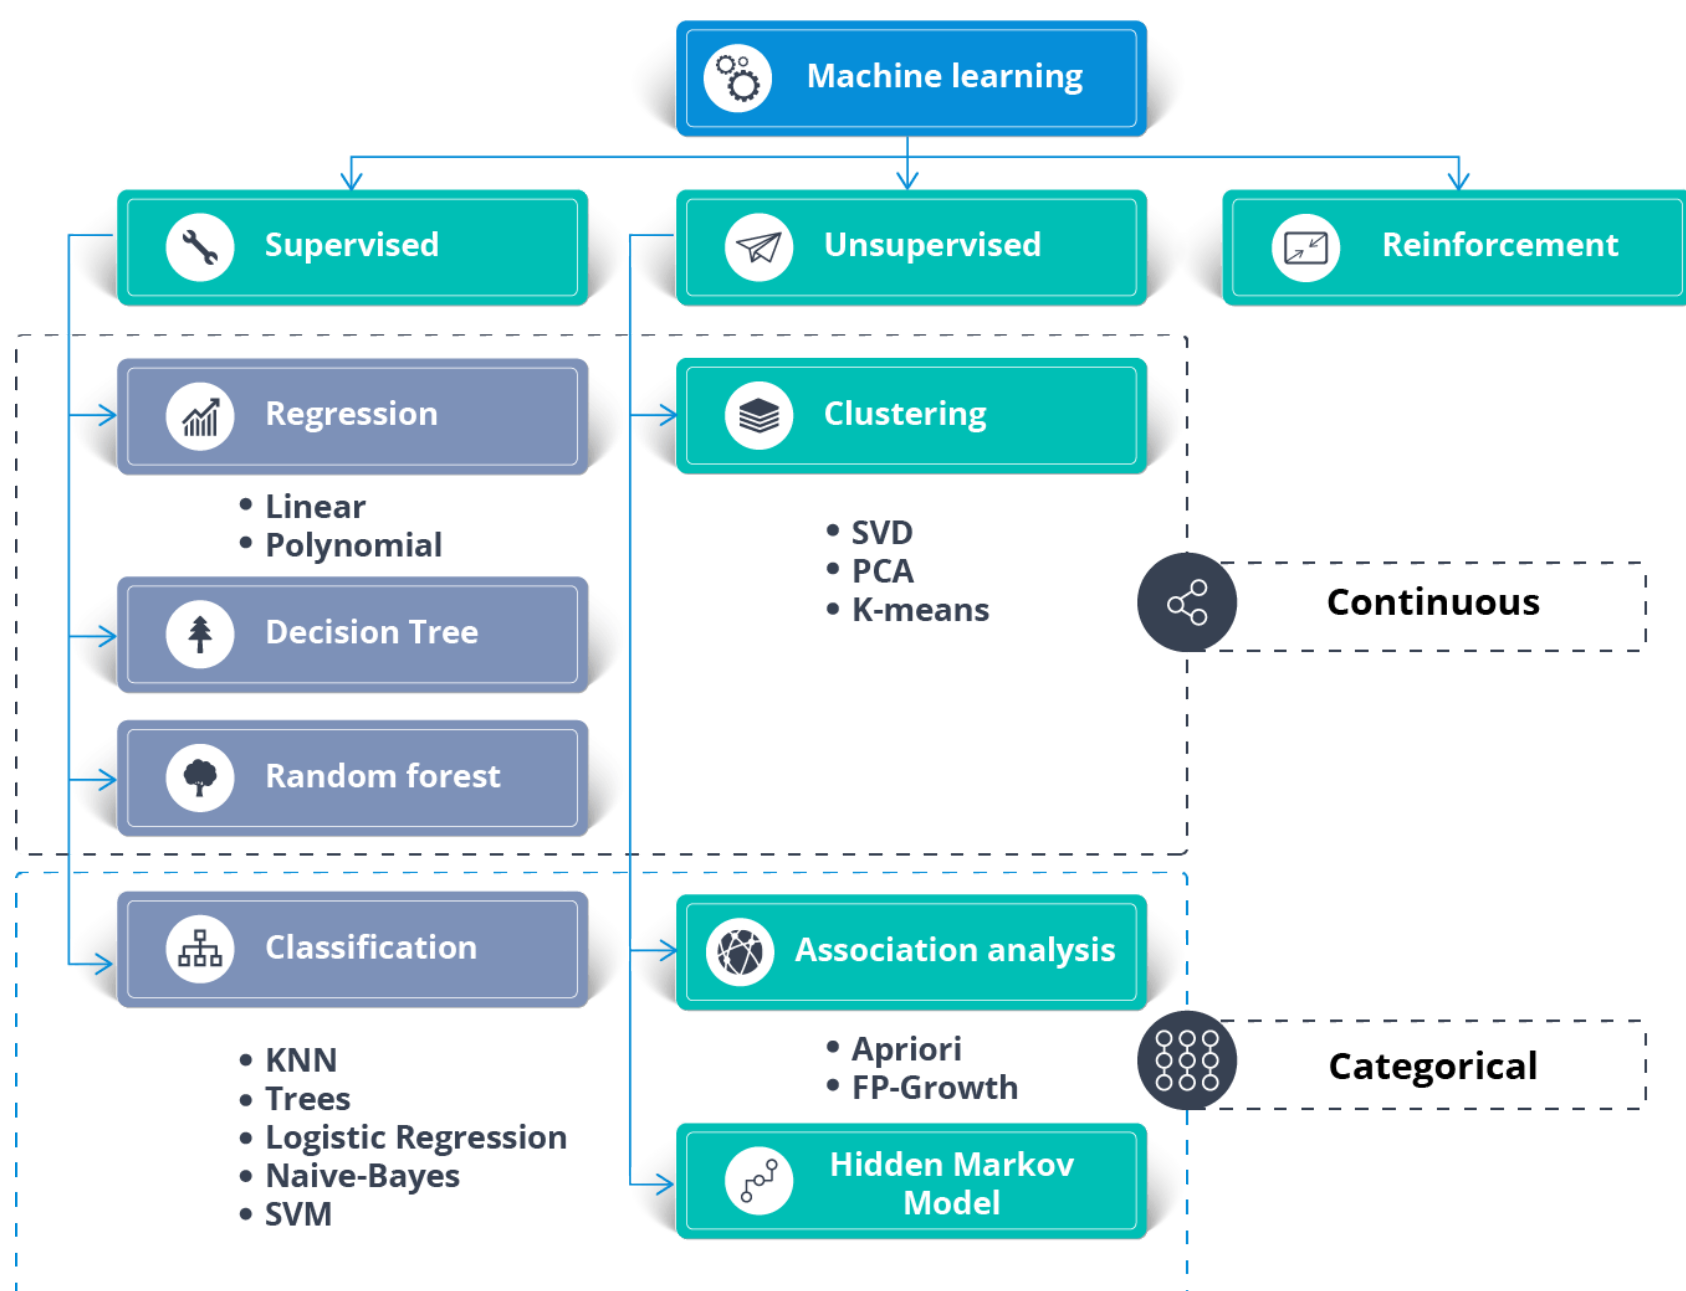 Machine learning
Supervised
Unsupervised
Reinforcement
Regression
• Linear
• Polynomial
Decision Tree
Random forest
Clustering
• SVD
• PCA
• K-means
Continuous
Classification
• KNN
• Trees
• Logistic Regression
• Naive-Bayes
• SVM
Association analysis
• Apriori
• FP-Growth
Hidden Markov
Model
Categorical